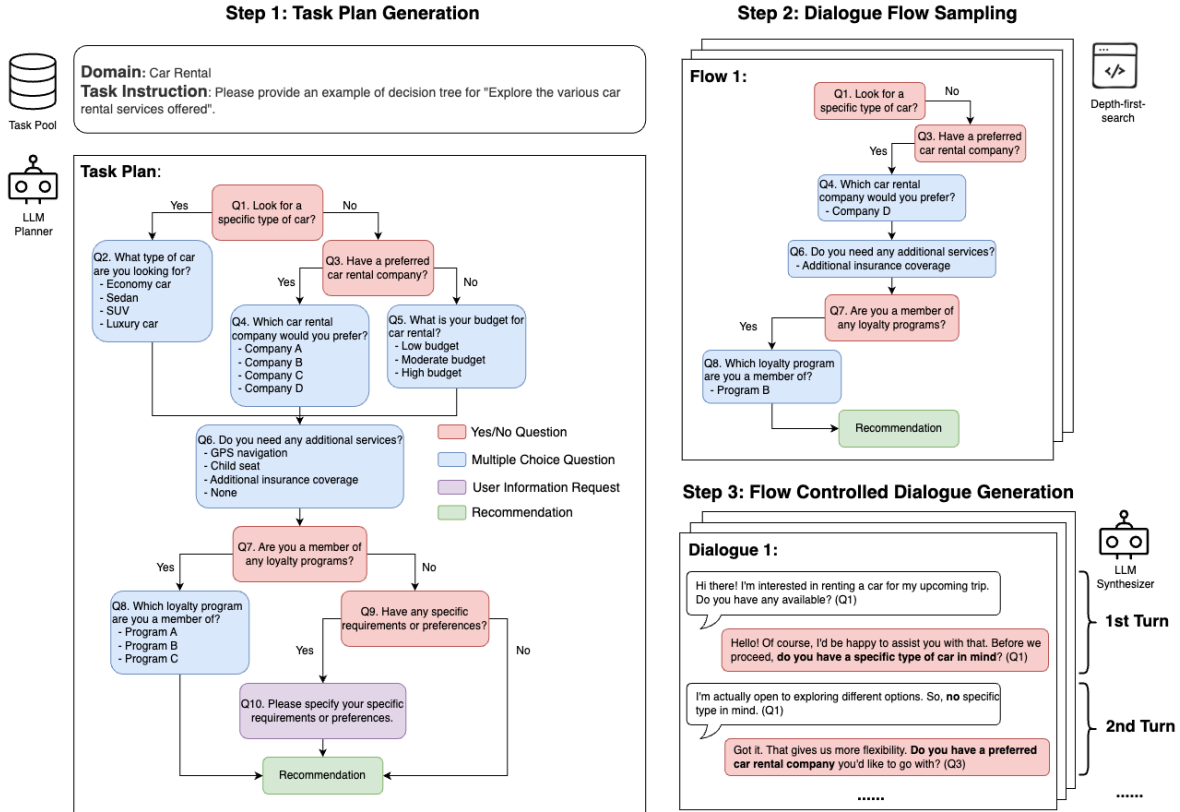 Step 1: Task Plan Generation
Task Pool
Domain: Car Rental
Task Instruction: Please provide an example of decision tree for "Explore the various car
rental services offered".
LLM
Planner
Task Plan:
Q1. Look for a
specific type of car?
Yes
No
Q2. What type of car
are you looking for?
- Economy car
- Sedan
- SUV
- Luxury car
Q3. Have a preferred
car rental company?
Yes
No
Q4. Which car rental
company would you prefer?
- Company A
- Company B
- Company C
- Company D
Q5. What is your budget for
car rental?
- Low budget
- Moderate budget
- High budget
Q6. Do you need any additional services?
- GPS navigation
- Child seat
- Additional insurance coverage
- None
Yes/No Question
Multiple Choice Question
User Information Request
Recommendation
Q7. Are you a member of
any loyalty programs?
Yes
No
Q8. Which loyalty program
are you a member of?
- Program A
- Program B
- Program C
Q9. Have any specific
requirements or preferences?
Yes
No
Q10. Please specify your specific
requirements or preferences.
Recommendation
Step 2: Dialogue Flow Sampling
Depth-first-
search
Flow 1:
Q1. Look for a
specific type of car?
No
Q3. Have a preferred
car rental company?
Yes
Q4. Which car rental
company would you prefer?
- Company D
Q6. Do you need any additional services?
- Additional insurance coverage
Q7. Are you a member of
any loyalty programs?
Yes
Q8. Which loyalty program
are you a member of?
- Program B
Recommendation
Step 3: Flow Controlled Dialogue Generation
LLM
Synthesizer
Dialogue 1:
Hi there! I'm interested in renting a car for my upcoming trip.
Do you have any available? (Q1)
Hello! Of course, I'd be happy to assist you with that. Before we
proceed, do you have a specific type of car in mind? (Q1)
1st Turn
I'm actually open to exploring different options. So, no specific
type in mind. (Q1)
Got it. That gives us more flexibility. Do you have a preferred
car rental company you'd like to go with? (Q3)
2nd Turn
......
......